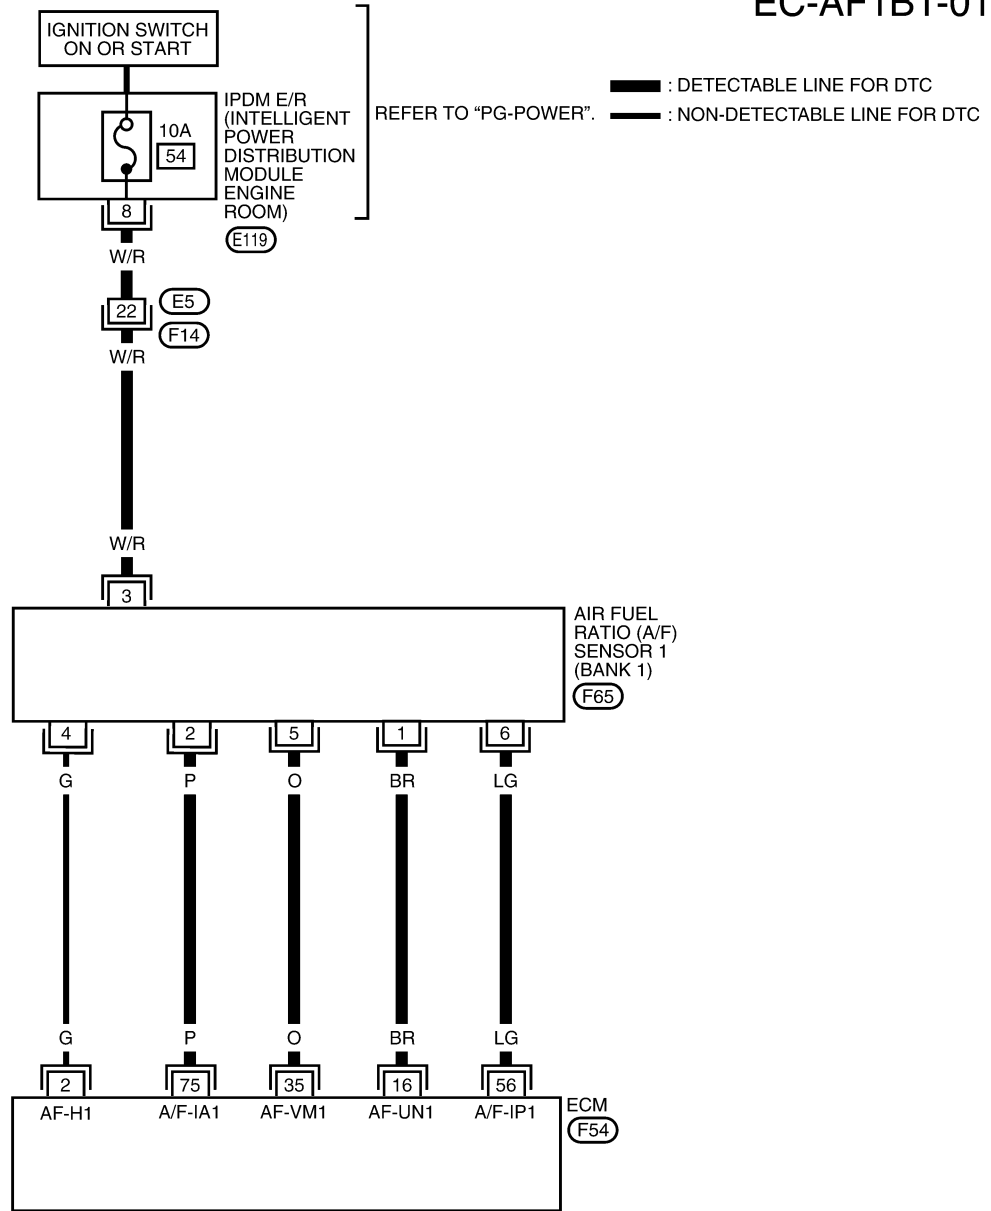 EC-AF1B1-01
IGNITION SWITCH
ON OR START
IPDM E/R
(INTELLIGENT
POWER
DISTRIBUTION
MODULE
ENGINE
ROOM)
E119
10A
54
8
REFER TO “PG-POWER”.
: DETECTABLE LINE FOR DTC
: NON-DETECTABLE LINE FOR DTC
W/R
22
E5
F14
W/R
W/R
3
AIR FUEL
RATIO (A/F)
SENSOR 1
(BANK 1)
F65
4 2 5 1 6
G P O BR LG
G P O BR LG
2 75 35 16 56
AF-H1 A/F-IA1 AF-VM1 AF-UN1 A/F-IP1
ECM
F54